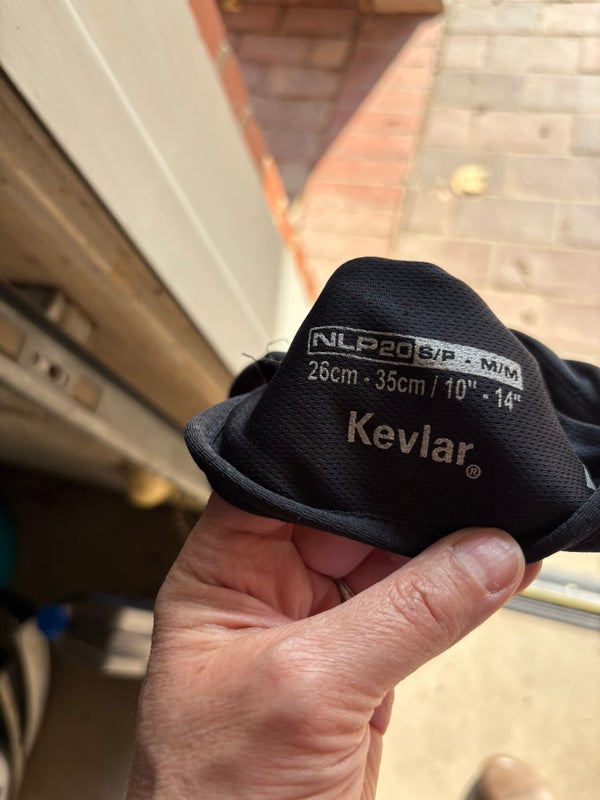 NLP20 S/P · M/M
26cm - 35cm / 10" - 14"
Kevlar®